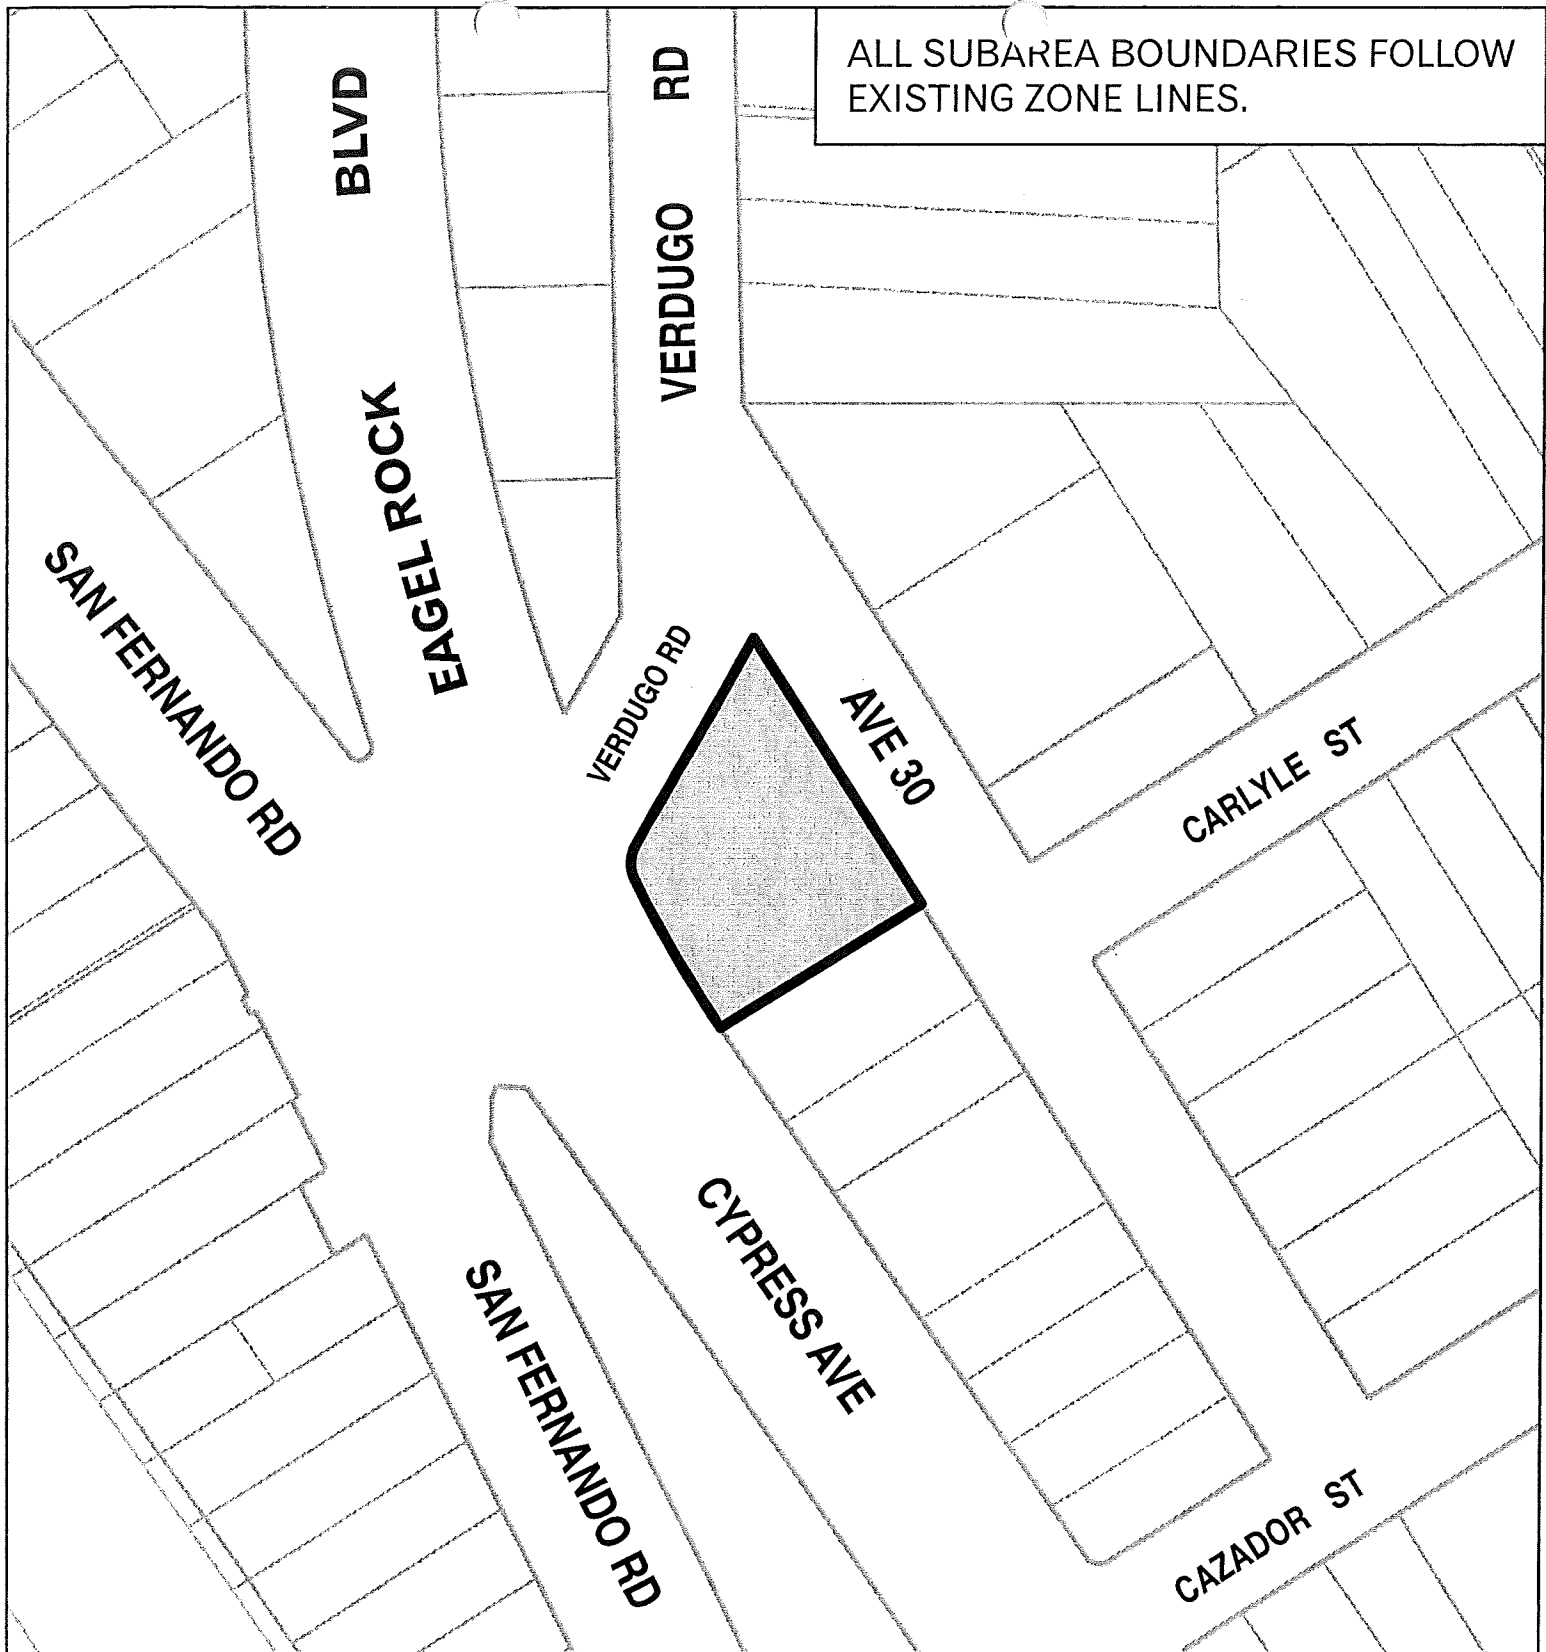 ALL SUBAREA BOUNDARIES FOLLOW
EXISTING ZONE LINES.
EAGEL ROCK BLVD
VERDUGO RD
SAN FERNANDO RD
VERDUGO RD
AVE 30
CARLYLE ST
CYPRESS AVE
SAN FERNANDO RD
CAZADOR ST